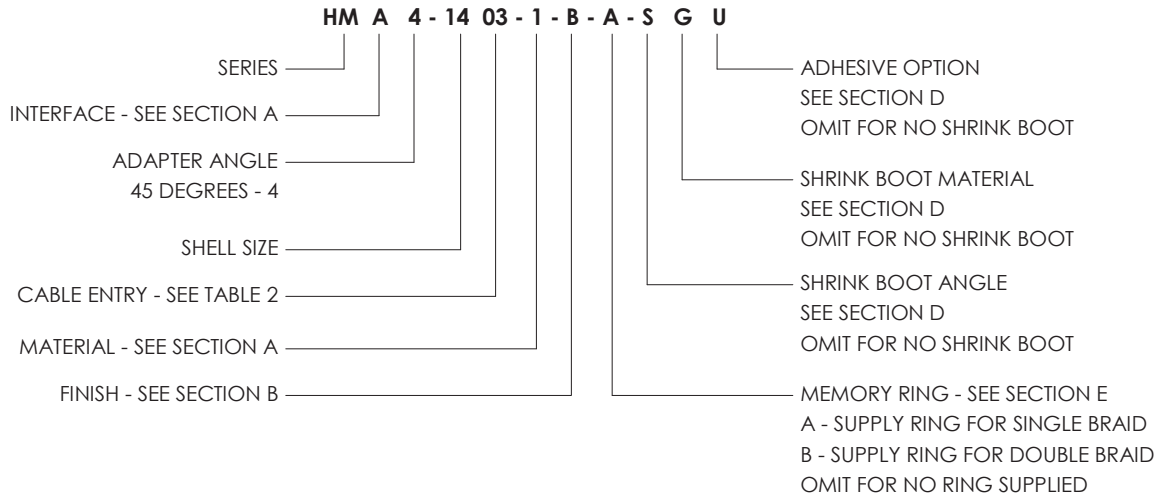 HM A 4 - 14 03 - 1 - B - A - S G U
SERIES
INTERFACE - SEE SECTION A
ADAPTER ANGLE
45 DEGREES - 4
SHELL SIZE
CABLE ENTRY - SEE TABLE 2
MATERIAL - SEE SECTION A
FINISH - SEE SECTION B
ADHESIVE OPTION
SEE SECTION D
OMIT FOR NO SHRINK BOOT
SHRINK BOOT MATERIAL
SEE SECTION D
OMIT FOR NO SHRINK BOOT
SHRINK BOOT ANGLE
SEE SECTION D
OMIT FOR NO SHRINK BOOT
MEMORY RING - SEE SECTION E
A - SUPPLY RING FOR SINGLE BRAID
B - SUPPLY RING FOR DOUBLE BRAID
OMIT FOR NO RING SUPPLIED